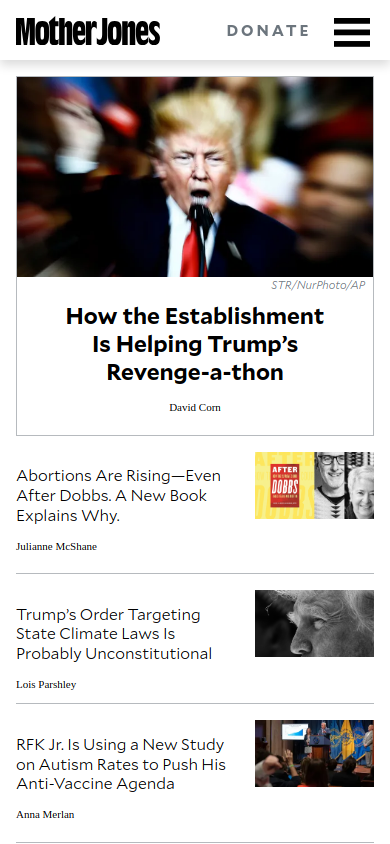 Mother Jones
DONATE
STR/NurPhoto/AP
How the Establishment
Is Helping Trump’s
Revenge-a-thon
David Corn
Abortions Are Rising—Even
After Dobbs. A New Book
Explains Why.
Julianne McShane
AFTER
DOBBS
Trump’s Order Targeting
State Climate Laws Is
Probably Unconstitutional
Lois Parshley
RFK Jr. Is Using a New Study
on Autism Rates to Push His
Anti-Vaccine Agenda
Anna Merlan